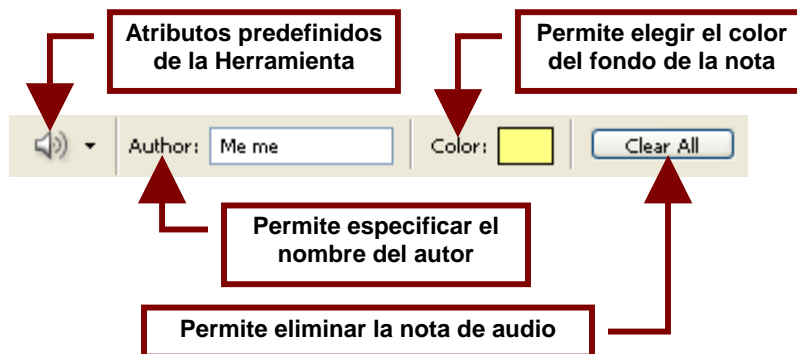 Atributos predefinidos
de la Herramienta
Permite elegir el color
del fondo de la nota
Author: Me me Color: Clear All
Permite especificar el
nombre del autor
Permite eliminar la nota de audio